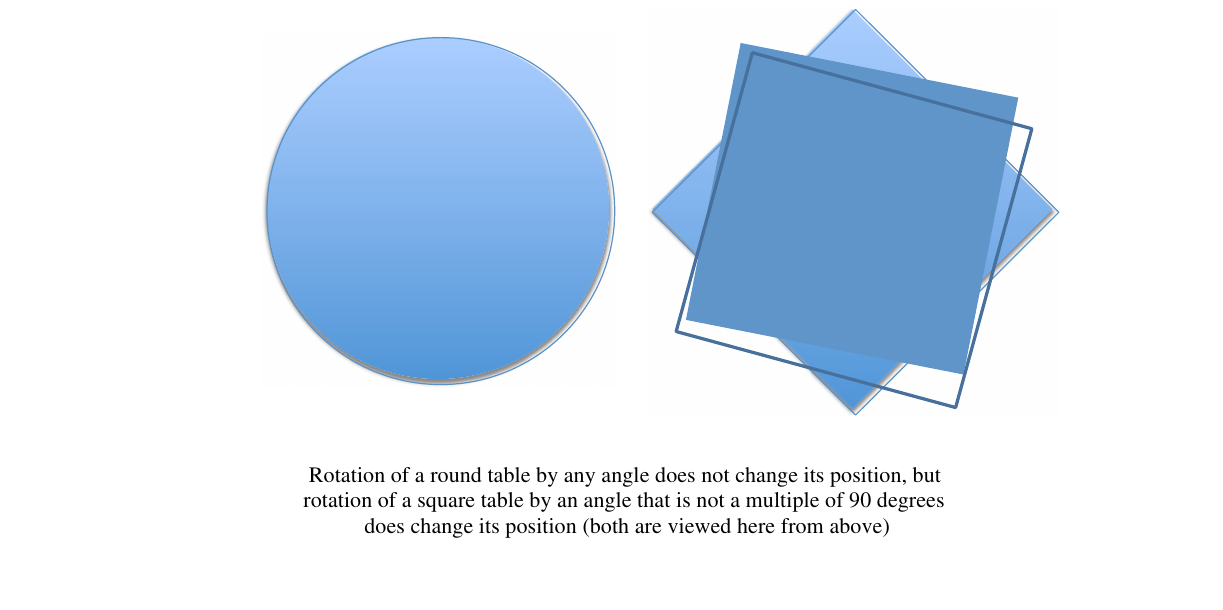 Rotation of a round table by any angle does not change its position, but
rotation of a square table by an angle that is not a multiple of 90 degrees
does change its position (both are viewed here from above)